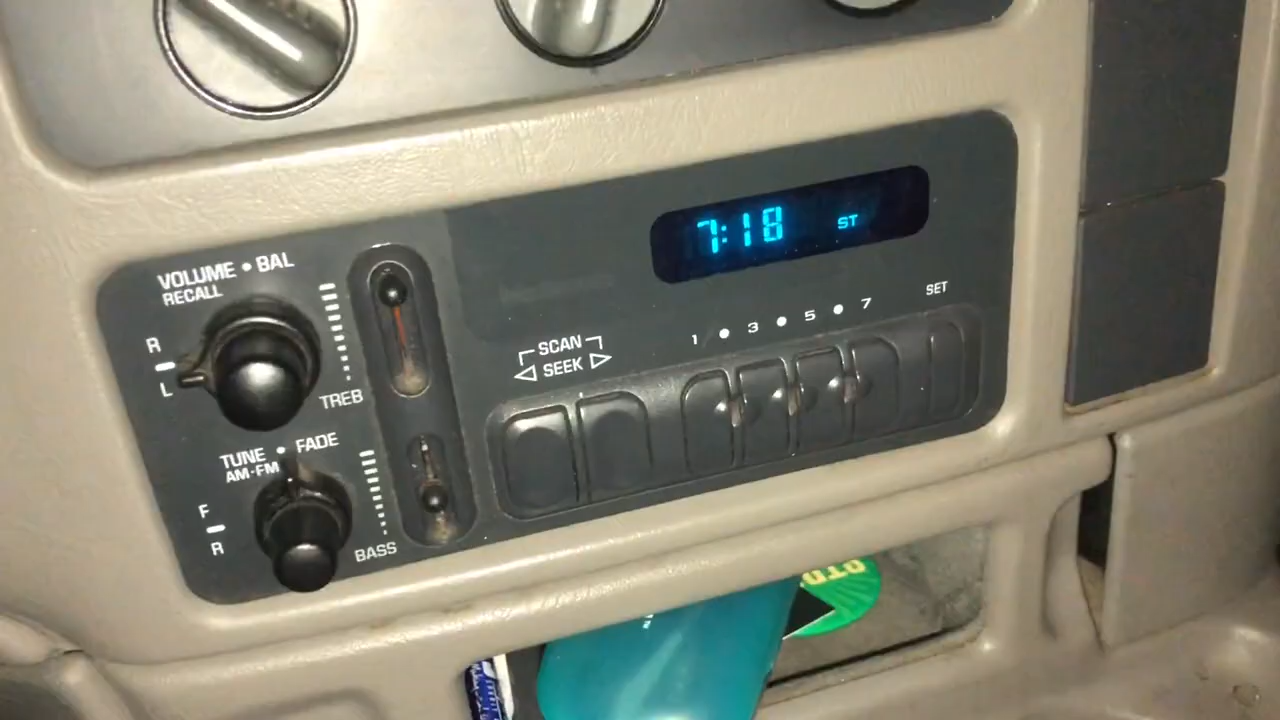 7:18 ST
VOLUME • BAL
RECALL
R
L
TREB
SCAN
SEEK
1 • 3 • 5 • 7
SET
TUNE • FADE
AM•FM
F
R
BASS